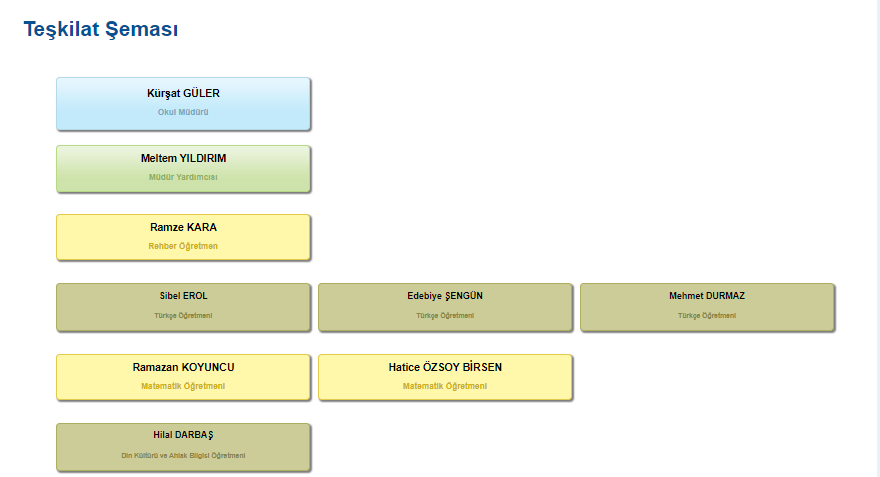 Teşkilat Şeması
Kürşat GÜLER
Okul Müdürü
Meltem YILDIRIM
Müdür Yardımcısı
Ramze KARA
Rehber Öğretmen
Sibel EROL
Türkçe Öğretmeni
Edebiye ŞENGÜN
Türkçe Öğretmeni
Mehmet DURMAZ
Türkçe Öğretmeni
Ramazan KOYUNCU
Matematik Öğretmeni
Hatice ÖZSOY BİRSEN
Matematik Öğretmeni
Hilal DARBAŞ
Din Kültürü ve Ahlak Bilgisi Öğretmeni